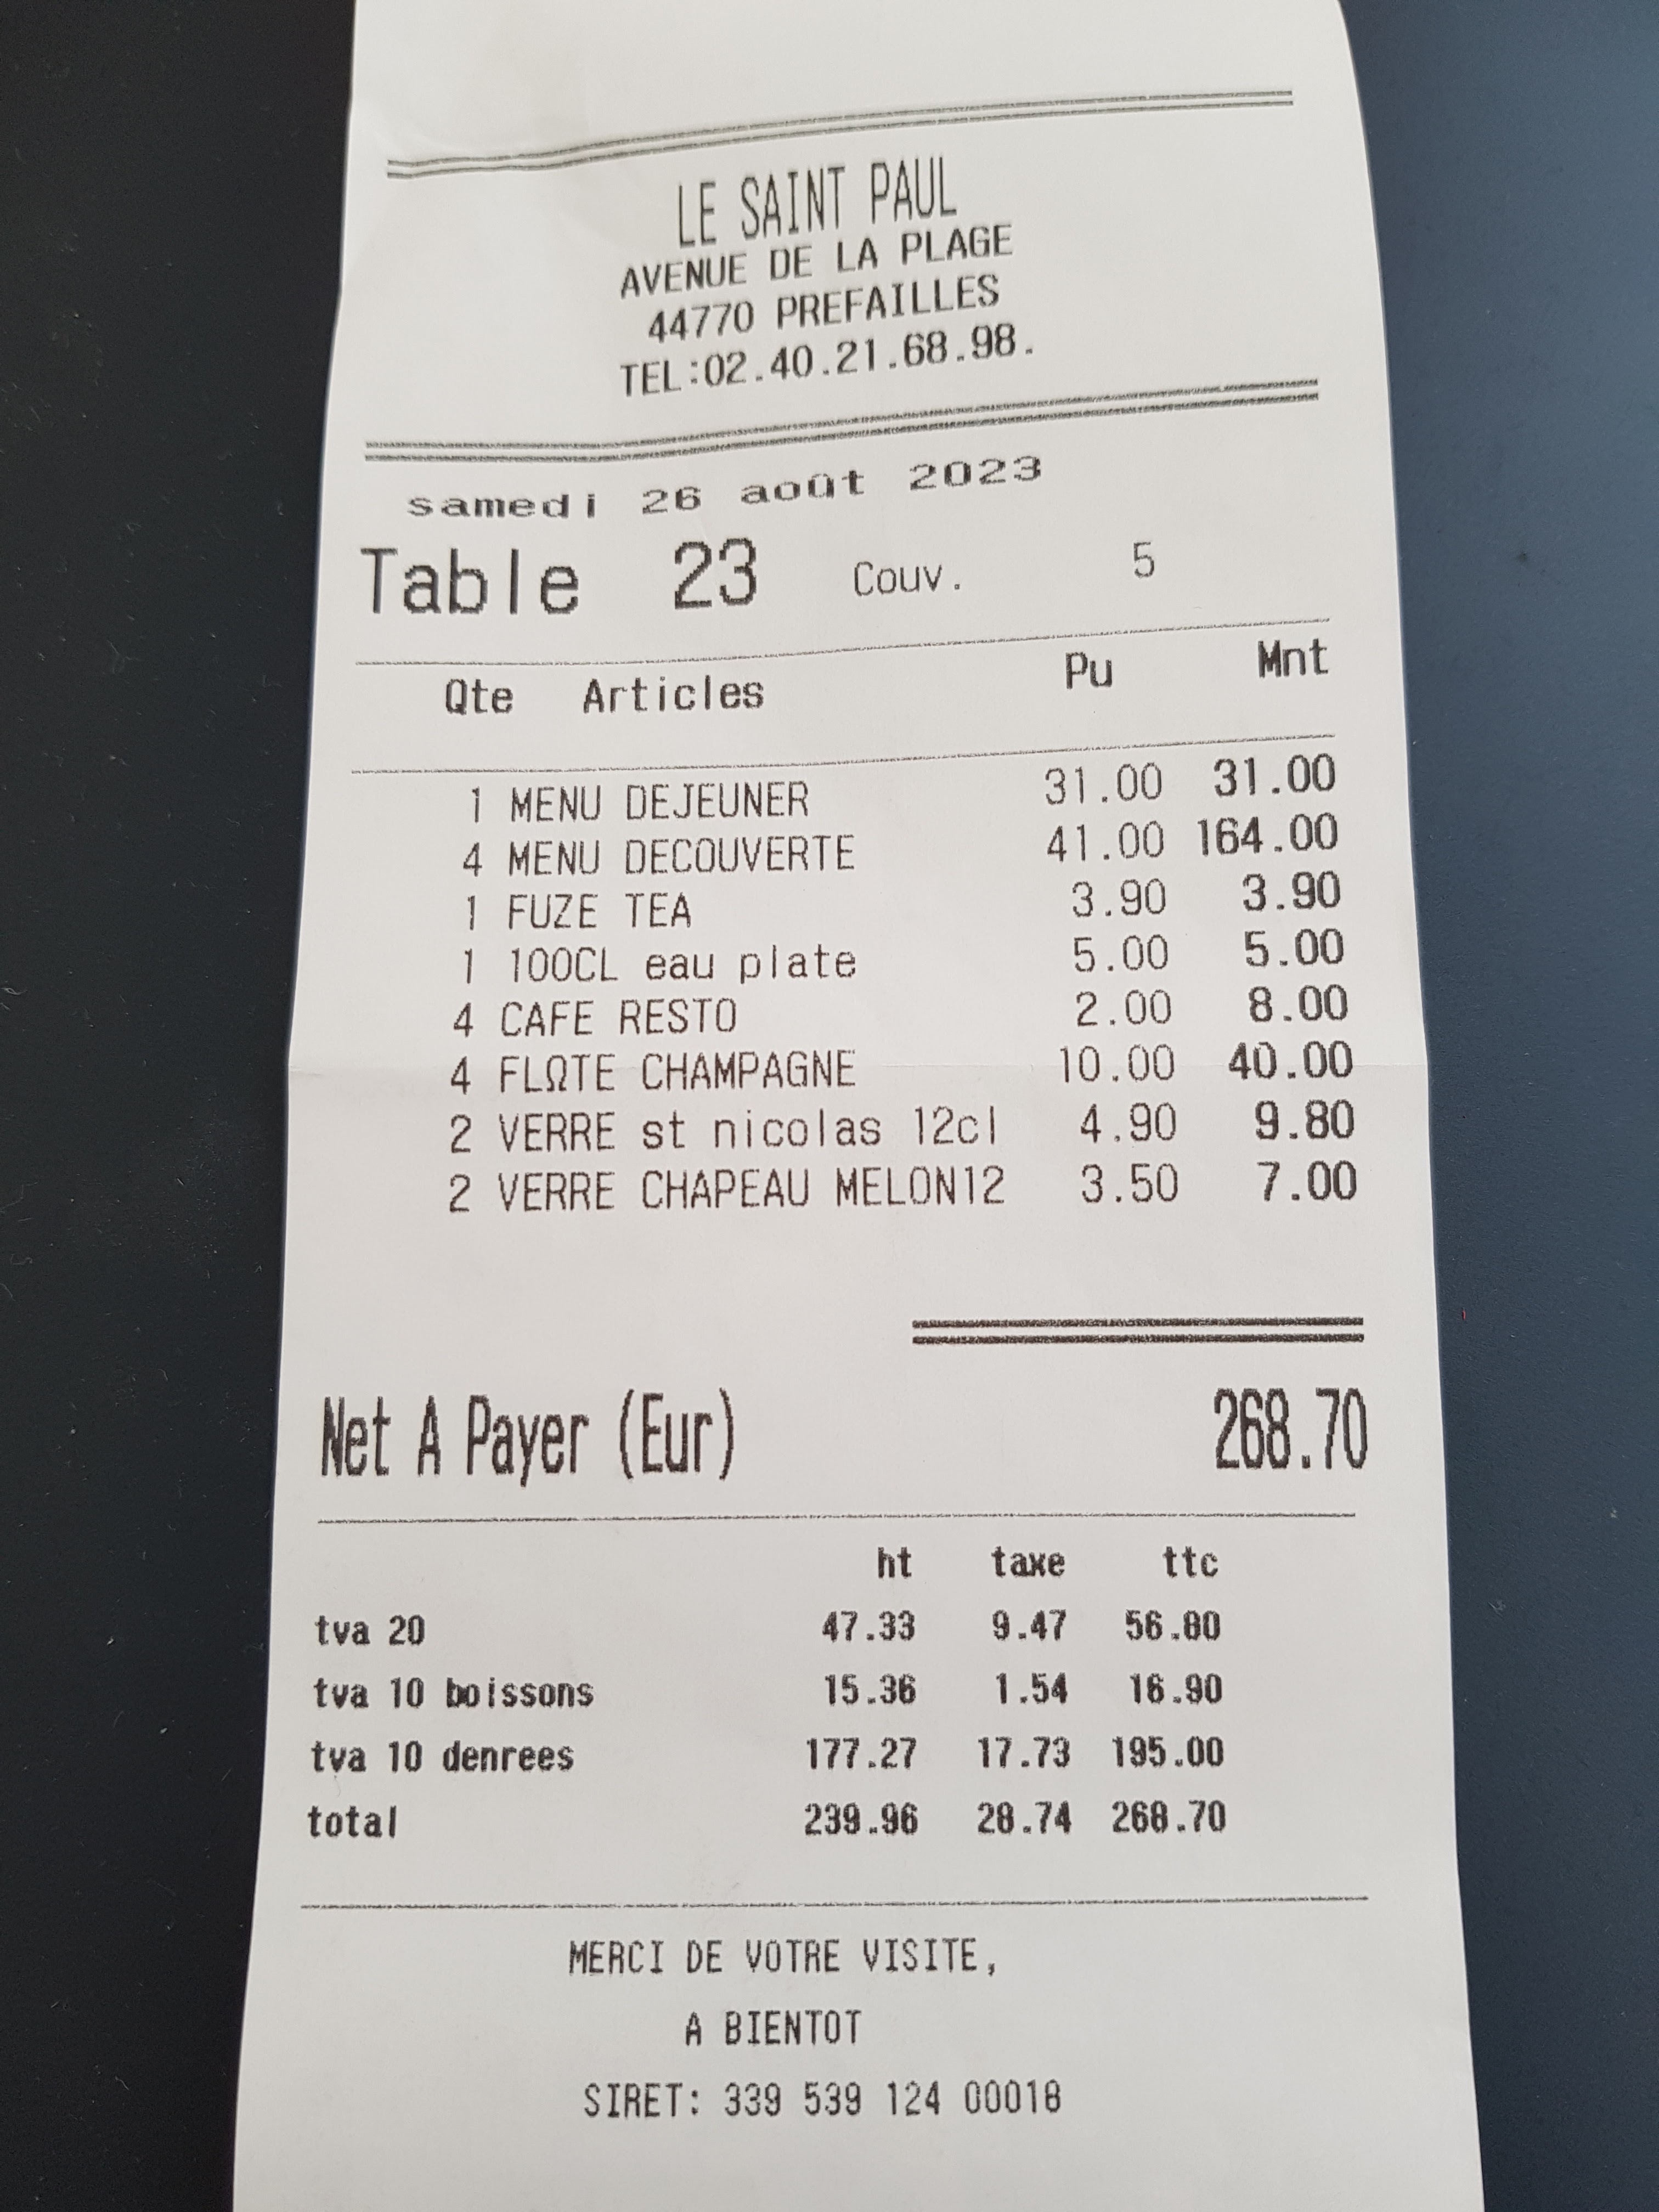 LE SAINT PAUL
AVENUE DE LA PLAGE
44770 PREFAILLES
TEL:02.40.21.68.98.
samedi 26 août 2023
Table 23 Couv. 5
Qte Articles Pu Mnt
1 MENU DEJEUNER 31.00 31.00
4 MENU DECOUVERTE 41.00 164.00
1 FUZE TEA 3.90 3.90
1 100CL eau plate 5.00 5.00
4 CAFE RESTO 2.00 8.00
4 FLΩTE CHAMPAGNE 10.00 40.00
2 VERRE st nicolas 12cl 4.90 9.80
2 VERRE CHAPEAU MELON12 3.50 7.00
Net A Payer (Eur) 268.70
ht taxe ttc
tva 20 47.33 9.47 56.80
tva 10 boissons 15.36 1.54 16.90
tva 10 denrees 177.27 17.73 195.00
total 239.96 28.74 268.70
MERCI DE VOTRE VISITE,
A BIENTOT
SIRET: 339 539 124 00018